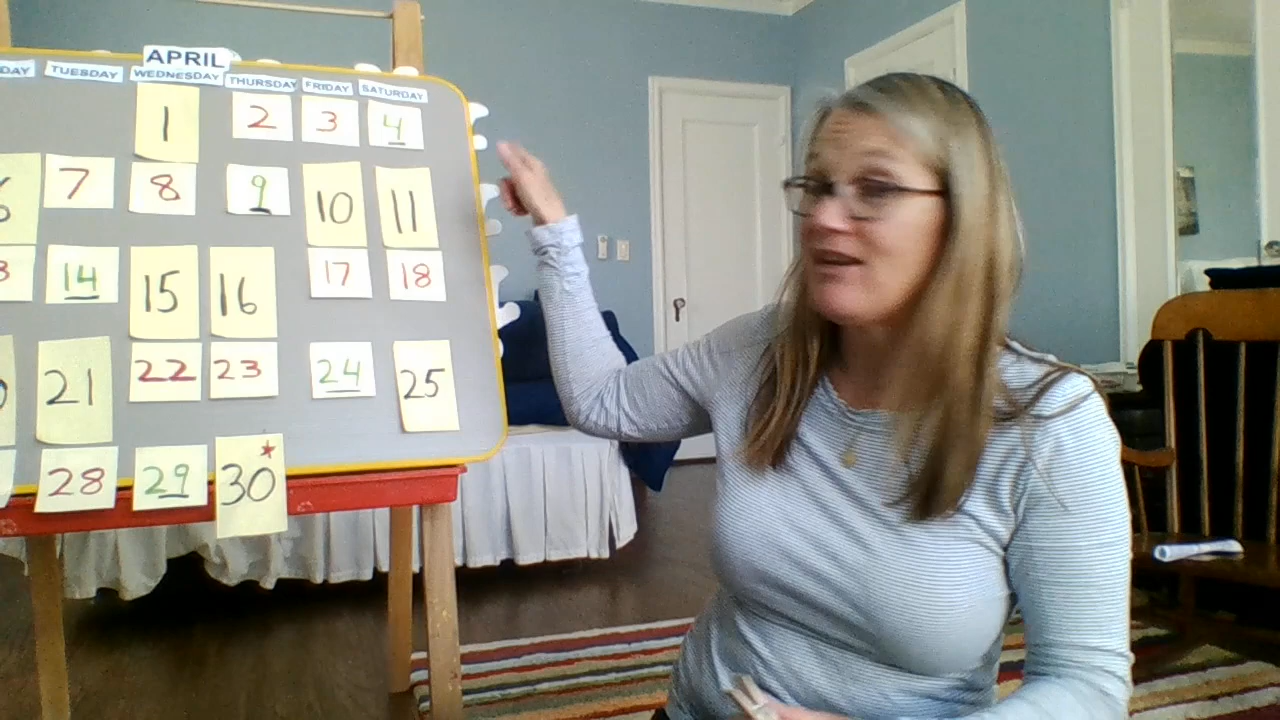 APRIL
DAY TUESDAY WEDNESDAY THURSDAY FRIDAY SATURDAY
1 2 3 4
7 8 9 10 11
14 15 16 17 18
21 22 23 24 25
28 29 30